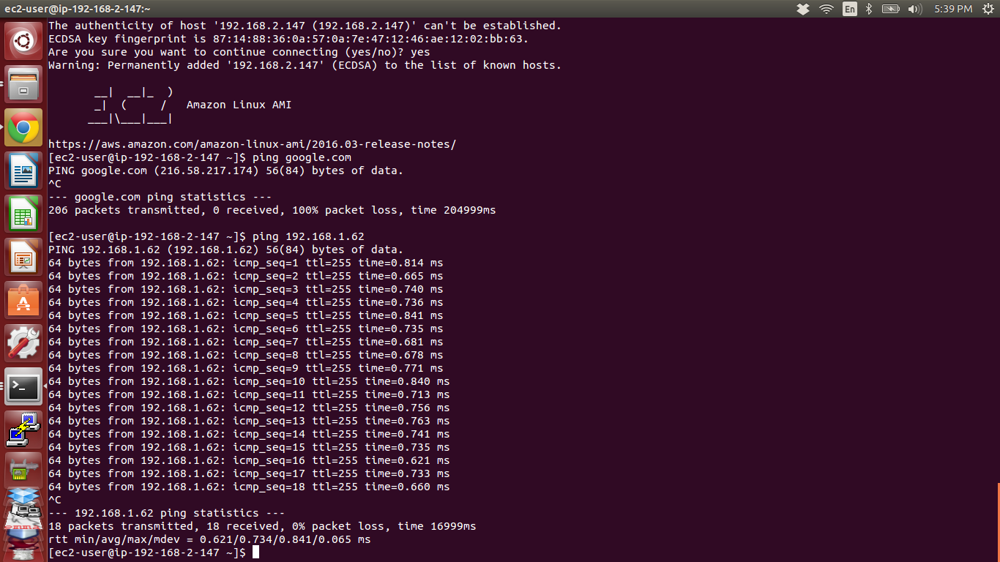 ec2-user@ip-192-168-2-147:~
En
5:39 PM
The authenticity of host '192.168.2.147 (192.168.2.147)' can't be established.
ECDSA key fingerprint is 87:14:88:36:0a:57:0a:7e:47:12:46:ae:12:02:bb:63.
Are you sure you want to continue connecting (yes/no)? yes
Warning: Permanently added '192.168.2.147' (ECDSA) to the list of known hosts.
       __|  __|_  )
       _|  (     /   Amazon Linux AMI
      ___|\___|___|
https://aws.amazon.com/amazon-linux-ami/2016.03-release-notes/
[ec2-user@ip-192-168-2-147 ~]$ ping google.com
PING google.com (216.58.217.174) 56(84) bytes of data.
^C
--- google.com ping statistics ---
206 packets transmitted, 0 received, 100% packet loss, time 204999ms
[ec2-user@ip-192-168-2-147 ~]$ ping 192.168.1.62
PING 192.168.1.62 (192.168.1.62) 56(84) bytes of data.
64 bytes from 192.168.1.62: icmp_seq=1 ttl=255 time=0.814 ms
64 bytes from 192.168.1.62: icmp_seq=2 ttl=255 time=0.665 ms
64 bytes from 192.168.1.62: icmp_seq=3 ttl=255 time=0.740 ms
64 bytes from 192.168.1.62: icmp_seq=4 ttl=255 time=0.736 ms
64 bytes from 192.168.1.62: icmp_seq=5 ttl=255 time=0.841 ms
64 bytes from 192.168.1.62: icmp_seq=6 ttl=255 time=0.735 ms
64 bytes from 192.168.1.62: icmp_seq=7 ttl=255 time=0.681 ms
64 bytes from 192.168.1.62: icmp_seq=8 ttl=255 time=0.678 ms
64 bytes from 192.168.1.62: icmp_seq=9 ttl=255 time=0.771 ms
64 bytes from 192.168.1.62: icmp_seq=10 ttl=255 time=0.840 ms
64 bytes from 192.168.1.62: icmp_seq=11 ttl=255 time=0.713 ms
64 bytes from 192.168.1.62: icmp_seq=12 ttl=255 time=0.756 ms
64 bytes from 192.168.1.62: icmp_seq=13 ttl=255 time=0.763 ms
64 bytes from 192.168.1.62: icmp_seq=14 ttl=255 time=0.741 ms
64 bytes from 192.168.1.62: icmp_seq=15 ttl=255 time=0.735 ms
64 bytes from 192.168.1.62: icmp_seq=16 ttl=255 time=0.621 ms
64 bytes from 192.168.1.62: icmp_seq=17 ttl=255 time=0.733 ms
64 bytes from 192.168.1.62: icmp_seq=18 ttl=255 time=0.660 ms
^C
--- 192.168.1.62 ping statistics ---
18 packets transmitted, 18 received, 0% packet loss, time 16999ms
rtt min/avg/max/mdev = 0.621/0.734/0.841/0.065 ms
[ec2-user@ip-192-168-2-147 ~]$